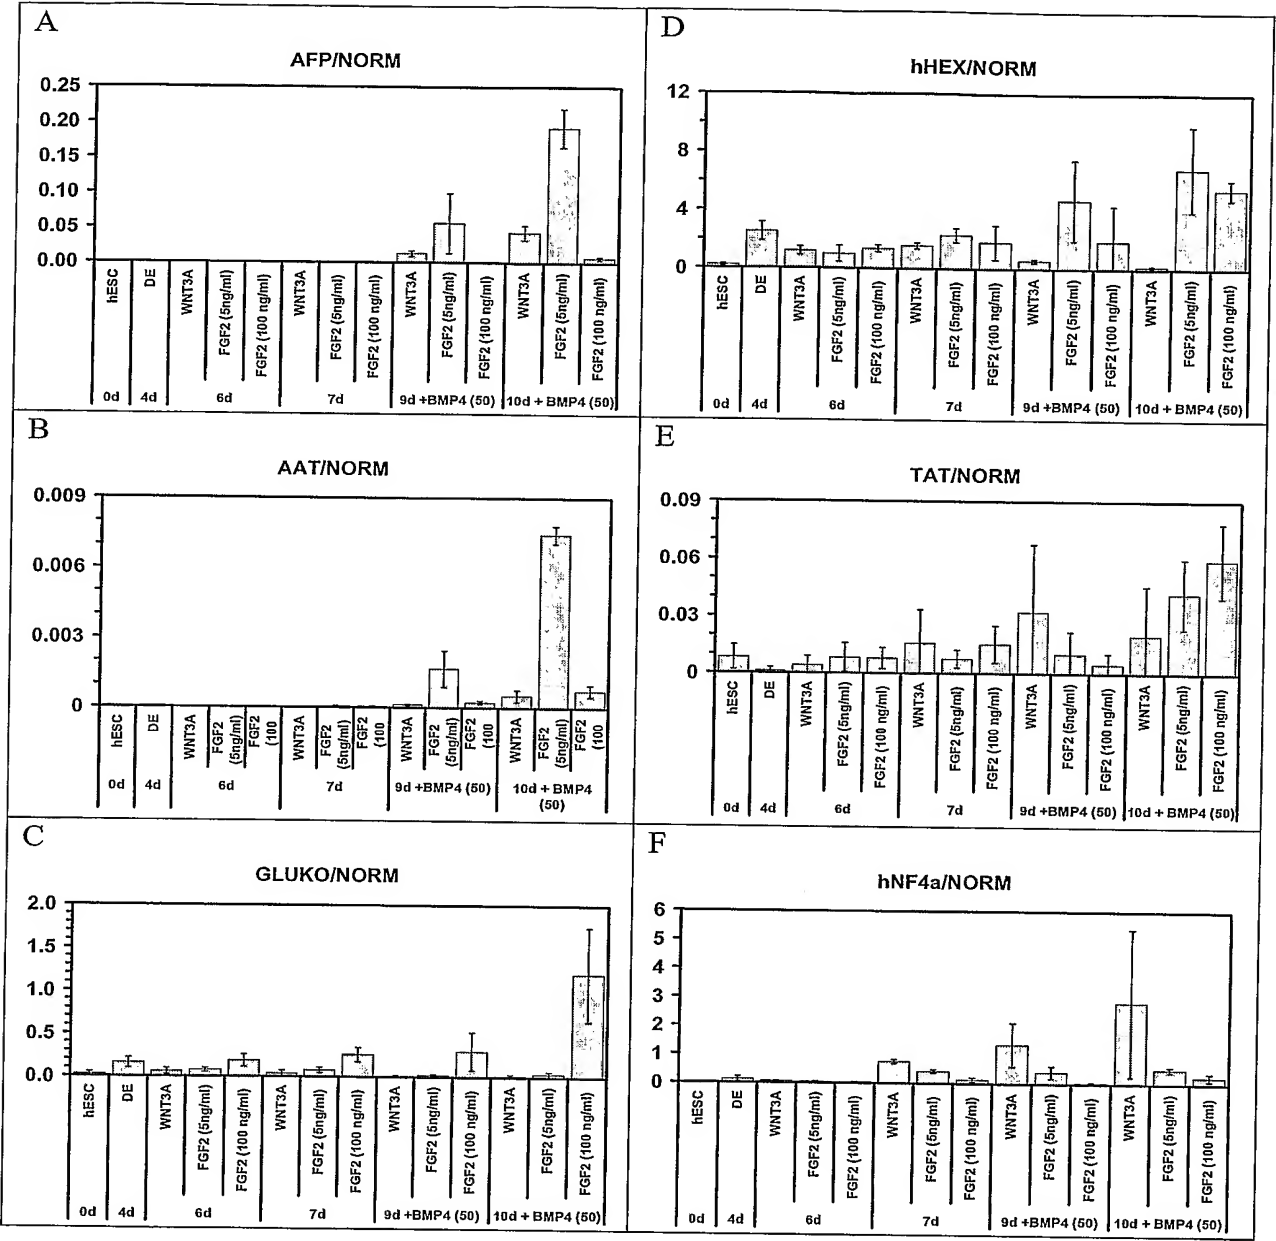 A
AFP/NORM
0.25
0.20
0.15
0.10
0.05
0.00
hESC
DE
WNT3A
FGF2 (5ng/ml)
FGF2 (100 ng/ml)
WNT3A
FGF2 (5ng/ml)
FGF2 (100 ng/ml)
WNT3A
FGF2 (5ng/ml)
FGF2 (100 ng/ml)
WNT3A
FGF2 (5ng/ml)
FGF2 (100 ng/ml)
0d 4d 6d 7d 9d +BMP4 (50) 10d + BMP4 (50)
B
AAT/NORM
0.009
0.006
0.003
0
hESC
DE
WNT3A
FGF2
(5ng/ml)
FGF2
(100
WNT3A
FGF2
(5ng/ml)
FGF2
(100
WNT3A
FGF2
(5ng/ml)
FGF2
(100
WNT3A
FGF2
(5ng/ml)
FGF2
(100
0d 4d 6d 7d 9d +BMP4 (50) 10d + BMP4
(50)
C
GLUKO/NORM
2.0
1.5
1.0
0.5
0.0
hESC
DE
WNT3A
FGF2 (5ng/ml)
FGF2 (100 ng/ml)
WNT3A
FGF2 (5ng/ml)
FGF2 (100 ng/ml)
WNT3A
FGF2 (5ng/ml)
FGF2 (100 ng/ml)
WNT3A
FGF2 (5ng/ml)
FGF2 (100 ng/ml)
0d 4d 6d 7d 9d +BMP4 (50) 10d + BMP4 (50)
D
hHEX/NORM
12
8
4
0
hESC
DE
WNT3A
FGF2 (5ng/ml)
FGF2 (100 ng/ml)
WNT3A
FGF2 (5ng/ml)
FGF2 (100 ng/ml)
WNT3A
FGF2 (5ng/ml)
FGF2 (100 ng/ml)
WNT3A
FGF2 (5ng/ml)
FGF2 (100 ng/ml)
0d 4d 6d 7d 9d +BMP4 (50) 10d + BMP4 (50)
E
TAT/NORM
0.09
0.06
0.03
0
hESC
DE
WNT3A
FGF2 (5ng/ml)
FGF2 (100 ng/ml)
WNT3A
FGF2 (5ng/ml)
FGF2 (100 ng/ml)
WNT3A
FGF2 (5ng/ml)
FGF2 (100 ng/ml)
WNT3A
FGF2 (5ng/ml)
FGF2 (100 ng/ml)
0d 4d 6d 7d 9d +BMP4 (50) 10d + BMP4 (50)
F
hNF4a/NORM
6
5
4
3
2
1
0
hESC
DE
WNT3A
FGF2 (5ng/ml)
FGF2 (100 ng/ml)
WNT3A
FGF2 (5ng/ml)
FGF2 (100 ng/ml)
WNT3A
FGF2 (5ng/ml)
FGF2 (100 ng/ml)
WNT3A
FGF2 (5ng/ml)
FGF2 (100 ng/ml)
0d 4d 6d 7d 9d +BMP4 (50) 10d + BMP4 (50)